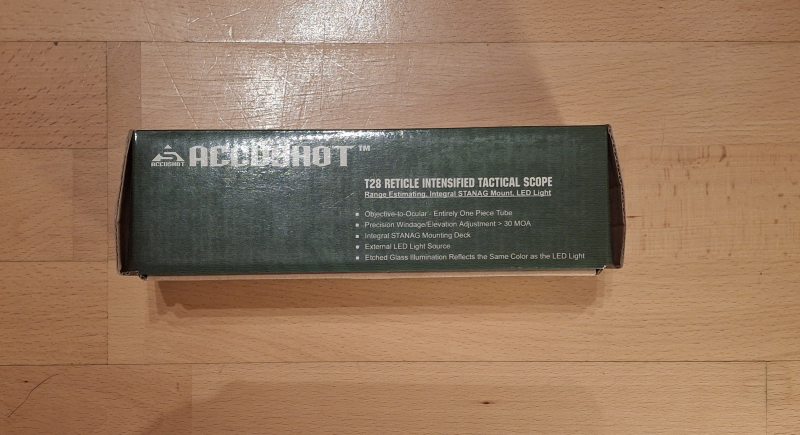 ACCUSHOT ACCUSHOT™
T28 RETICLE INTENSIFIED TACTICAL SCOPE
Range Estimating, Integral STANAG Mount, LED Light
▪ Objective-to-Ocular - Entirely One Piece Tube
▪ Precision Windage/Elevation Adjustment > 30 MOA
▪ Integral STANAG Mounting Deck
▪ External LED Light Source
▪ Etched Glass Illumination Reflects the Same Color as the LED Light